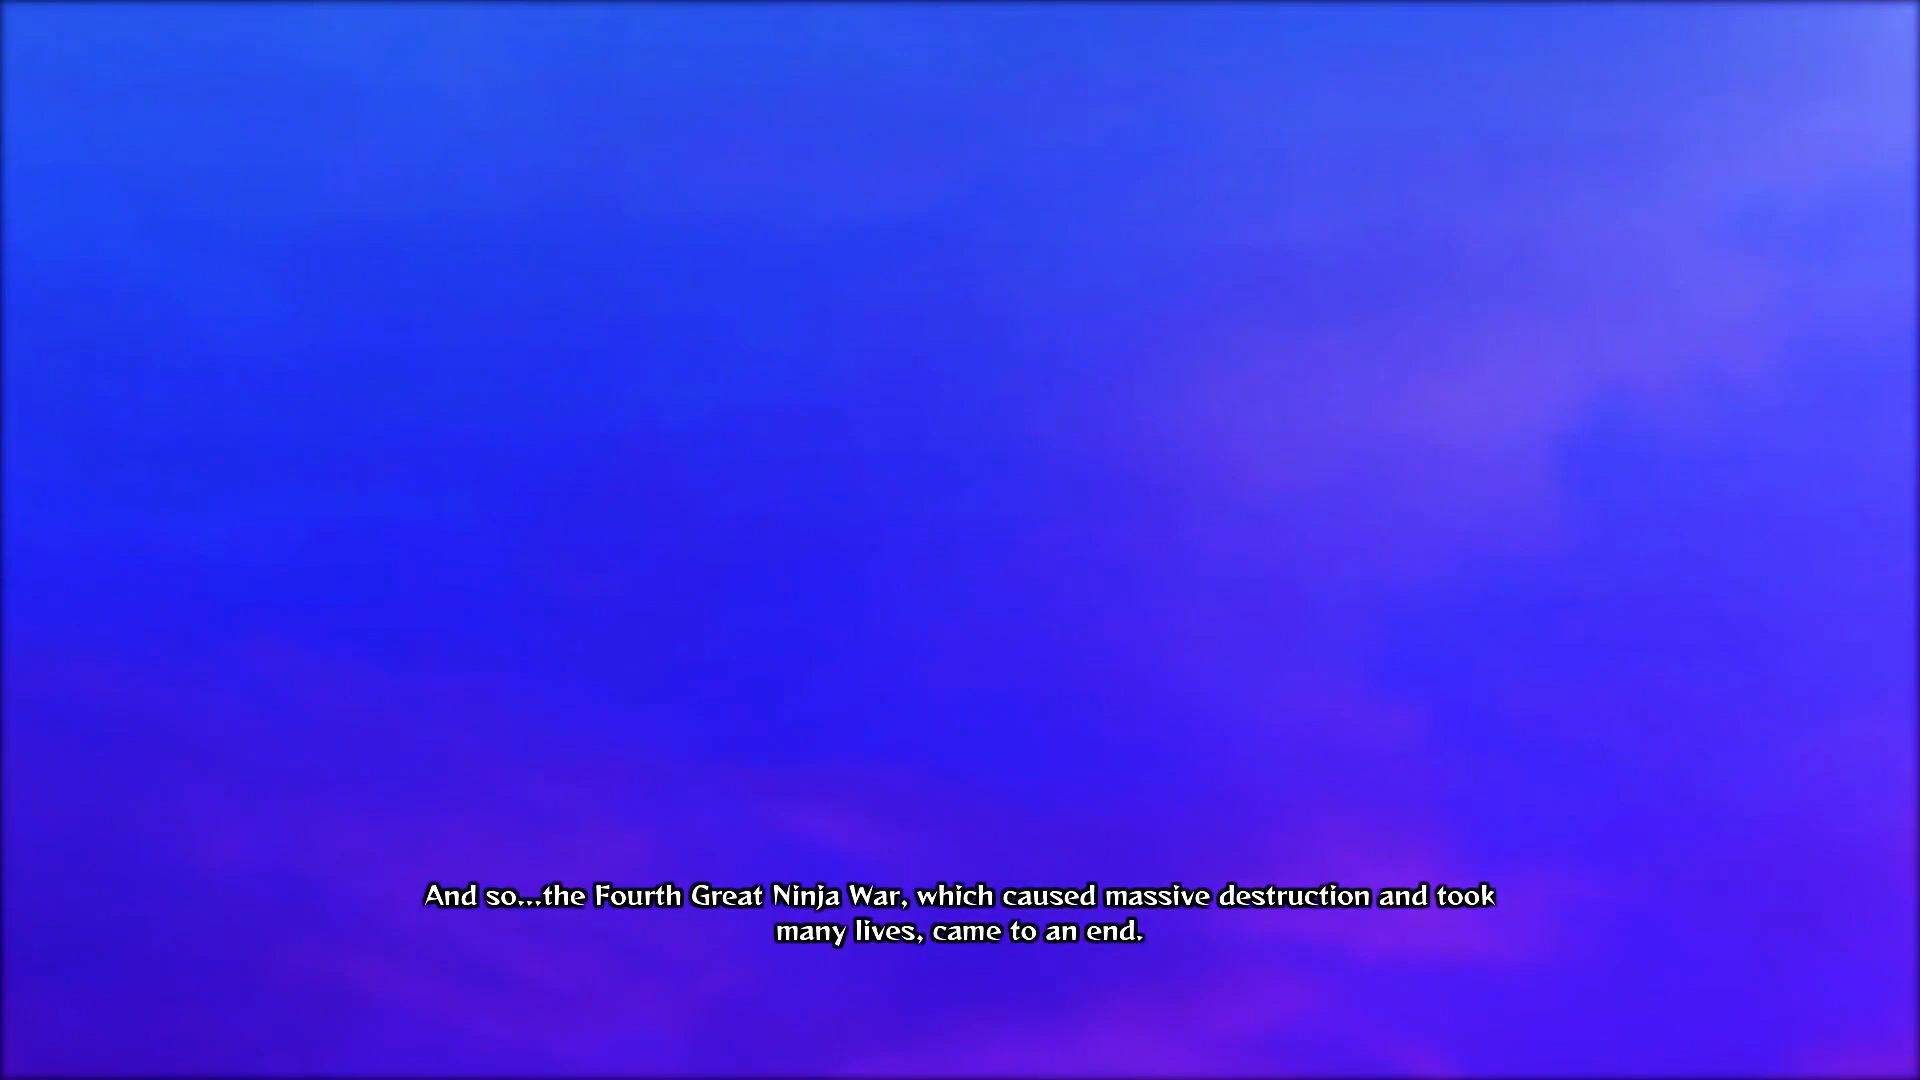 And so...the Fourth Great Ninja War, which caused massive destruction and took
many lives, came to an end.